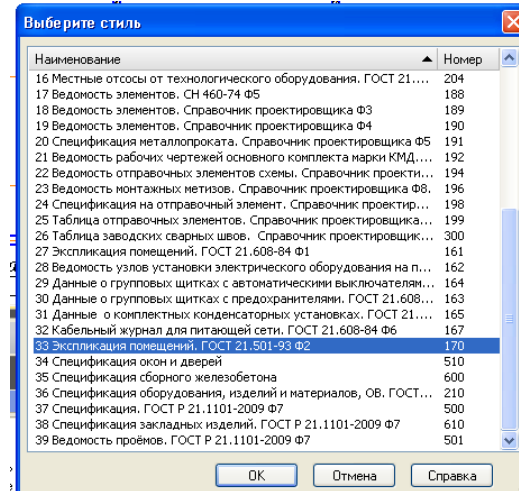 Выберите стиль
Наименование Номер
16 Местные отсосы от технологического оборудования. ГОСТ 21.... 204
17 Ведомость элементов. СН 460-74 Ф5 188
18 Ведомость элементов. Справочник проектировщика Ф3 189
19 Ведомость элементов. Справочник проектировщика Ф4 190
20 Спецификация металлопроката. Справочник проектировщика Ф5 191
21 Ведомость рабочих чертежей основного комплекта марки КМД.... 192
22 Ведомость отправочных элементов схемы. Справочник проекти... 194
23 Ведомость монтажных метизов. Справочник проектировщика Ф8. 196
24 Спецификация на отправочный элемент. Справочник проектир... 198
25 Таблица отправочных элементов. Справочник проектировщика... 199
26 Таблица заводских сварных швов. Справочник проектировщик... 300
27 Экспликация помещений. ГОСТ 21.608-84 Ф1 161
28 Ведомость узлов установки электрического оборудования на п... 162
29 Данные о групповых щитках с автоматическими выключателям... 164
30 Данные о групповых щитках с предохранителями. ГОСТ 21.608... 163
31 Данные о комплектных конденсаторных установках. ГОСТ 21.... 165
32 Кабельный журнал для питающей сети. ГОСТ 21.608-84 Ф6 167
33 Экспликация помещений. ГОСТ 21.501-93 Ф2 170
34 Спецификация окон и дверей 510
35 Спецификация сборного железобетона 600
36 Спецификация оборудования, изделий и материалов, ОВ. ГОСТ... 210
37 Спецификация. ГОСТ Р 21.1101-2009 Ф7 500
38 Спецификация закладных изделий. ГОСТ Р 21.1101-2009 Ф7 610
39 Ведомость проёмов. ГОСТ Р 21.1101-2009 Ф7 501
OK Отмена Справка